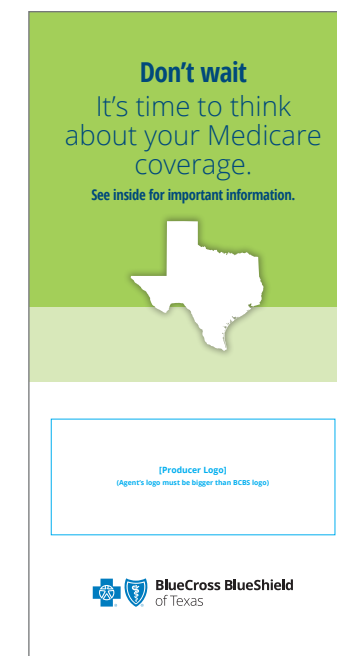 Don't wait
It's time to think
about your Medicare
coverage.
See inside for important information.
[Producer Logo]
(Agent's logo must be bigger than BCBS logo)
BlueCross BlueShield
of Texas